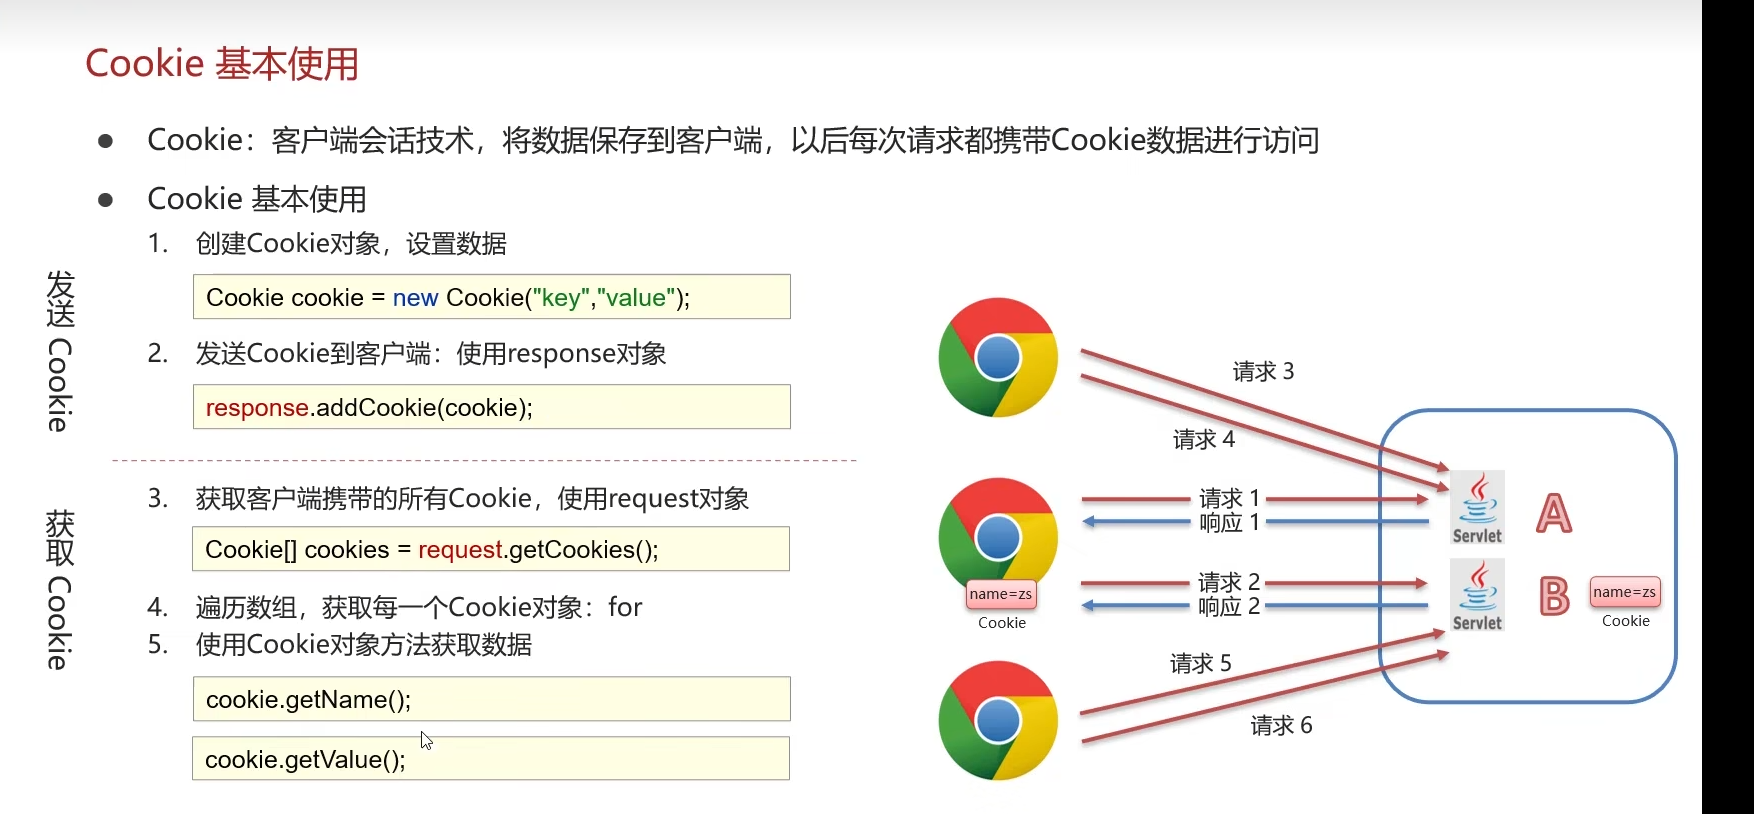 Cookie 基本使用
● Cookie：客户端会话技术，将数据保存到客户端，以后每次请求都携带Cookie数据进行访问
● Cookie 基本使用
发送 Cookie
1. 创建Cookie对象，设置数据
Cookie cookie = new Cookie("key","value");
2. 发送Cookie到客户端：使用response对象
response.addCookie(cookie);
获取 Cookie
3. 获取客户端携带的所有Cookie，使用request对象
Cookie[] cookies = request.getCookies();
4. 遍历数组，获取每一个Cookie对象：for
5. 使用Cookie对象方法获取数据
cookie.getName();
cookie.getValue();
请求 3
请求 4
请求 1
响应 1
Servlet
A
请求 2
响应 2
name=zs
Cookie
Servlet
B
name=zs
Cookie
请求 5
请求 6